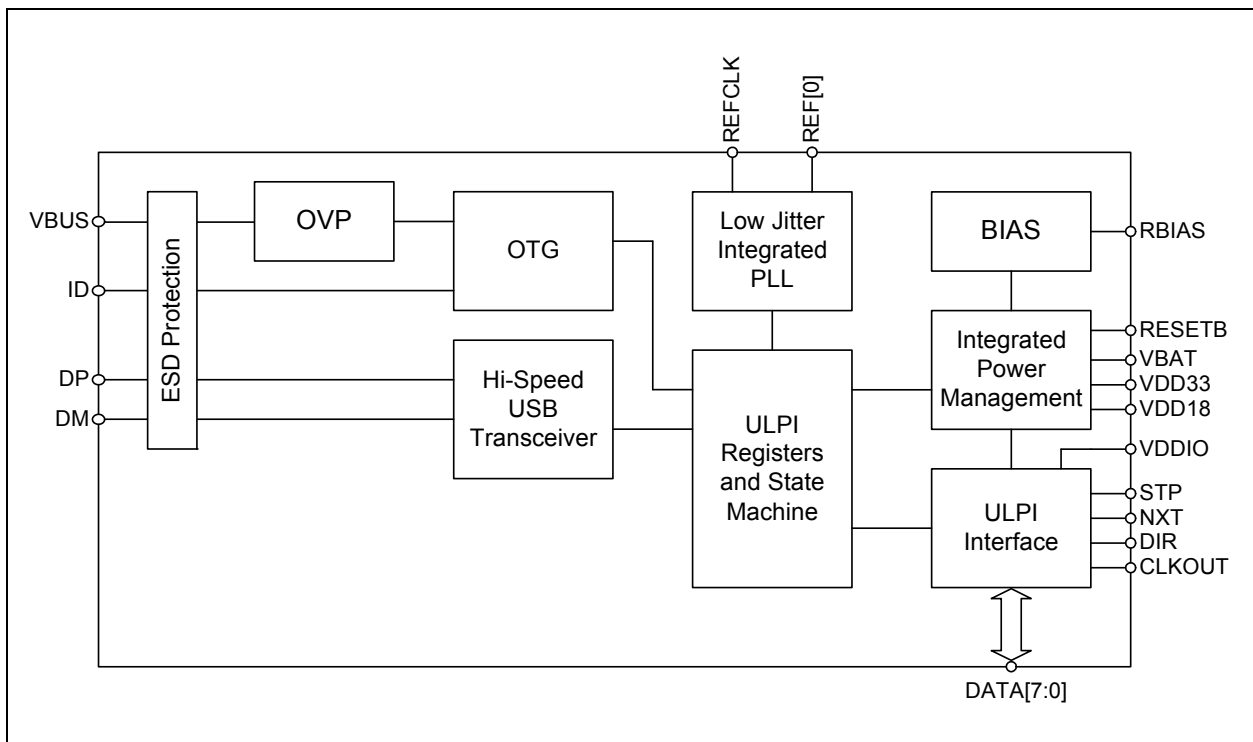 REFCLK
REF[0]
VBUS
ID
DP
DM
ESD Protection
OVP
OTG
Hi-Speed
USB
Transceiver
Low Jitter
Integrated
PLL
ULPI
Registers
and State
Machine
BIAS
Integrated
Power
Management
ULPI
Interface
RBIAS
RESETB
VBAT
VDD33
VDD18
VDDIO
STP
NXT
DIR
CLKOUT
DATA[7:0]